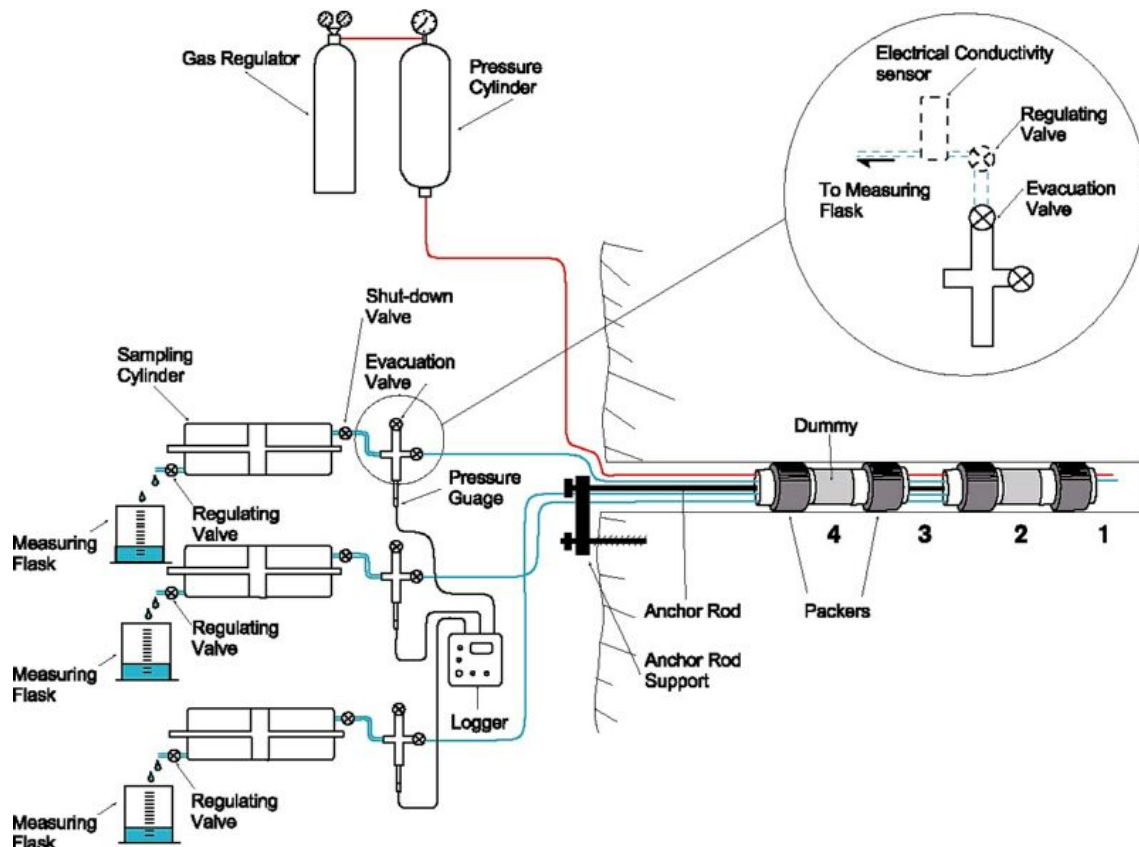 Gas Regulator
Pressure
Cylinder
Electrical Conductivity
sensor
Regulating
Valve
To Measuring
Flask
Evacuation
Valve
Shut-down
Valve
Sampling
Cylinder
Evacuation
Valve
Dummy
Pressure
Guage
Regulating
Valve
Measuring
Flask
4
3
2
1
Anchor Rod
Packers
Regulating
Valve
Measuring
Flask
Anchor Rod
Support
Logger
Regulating
Valve
Measuring
Flask